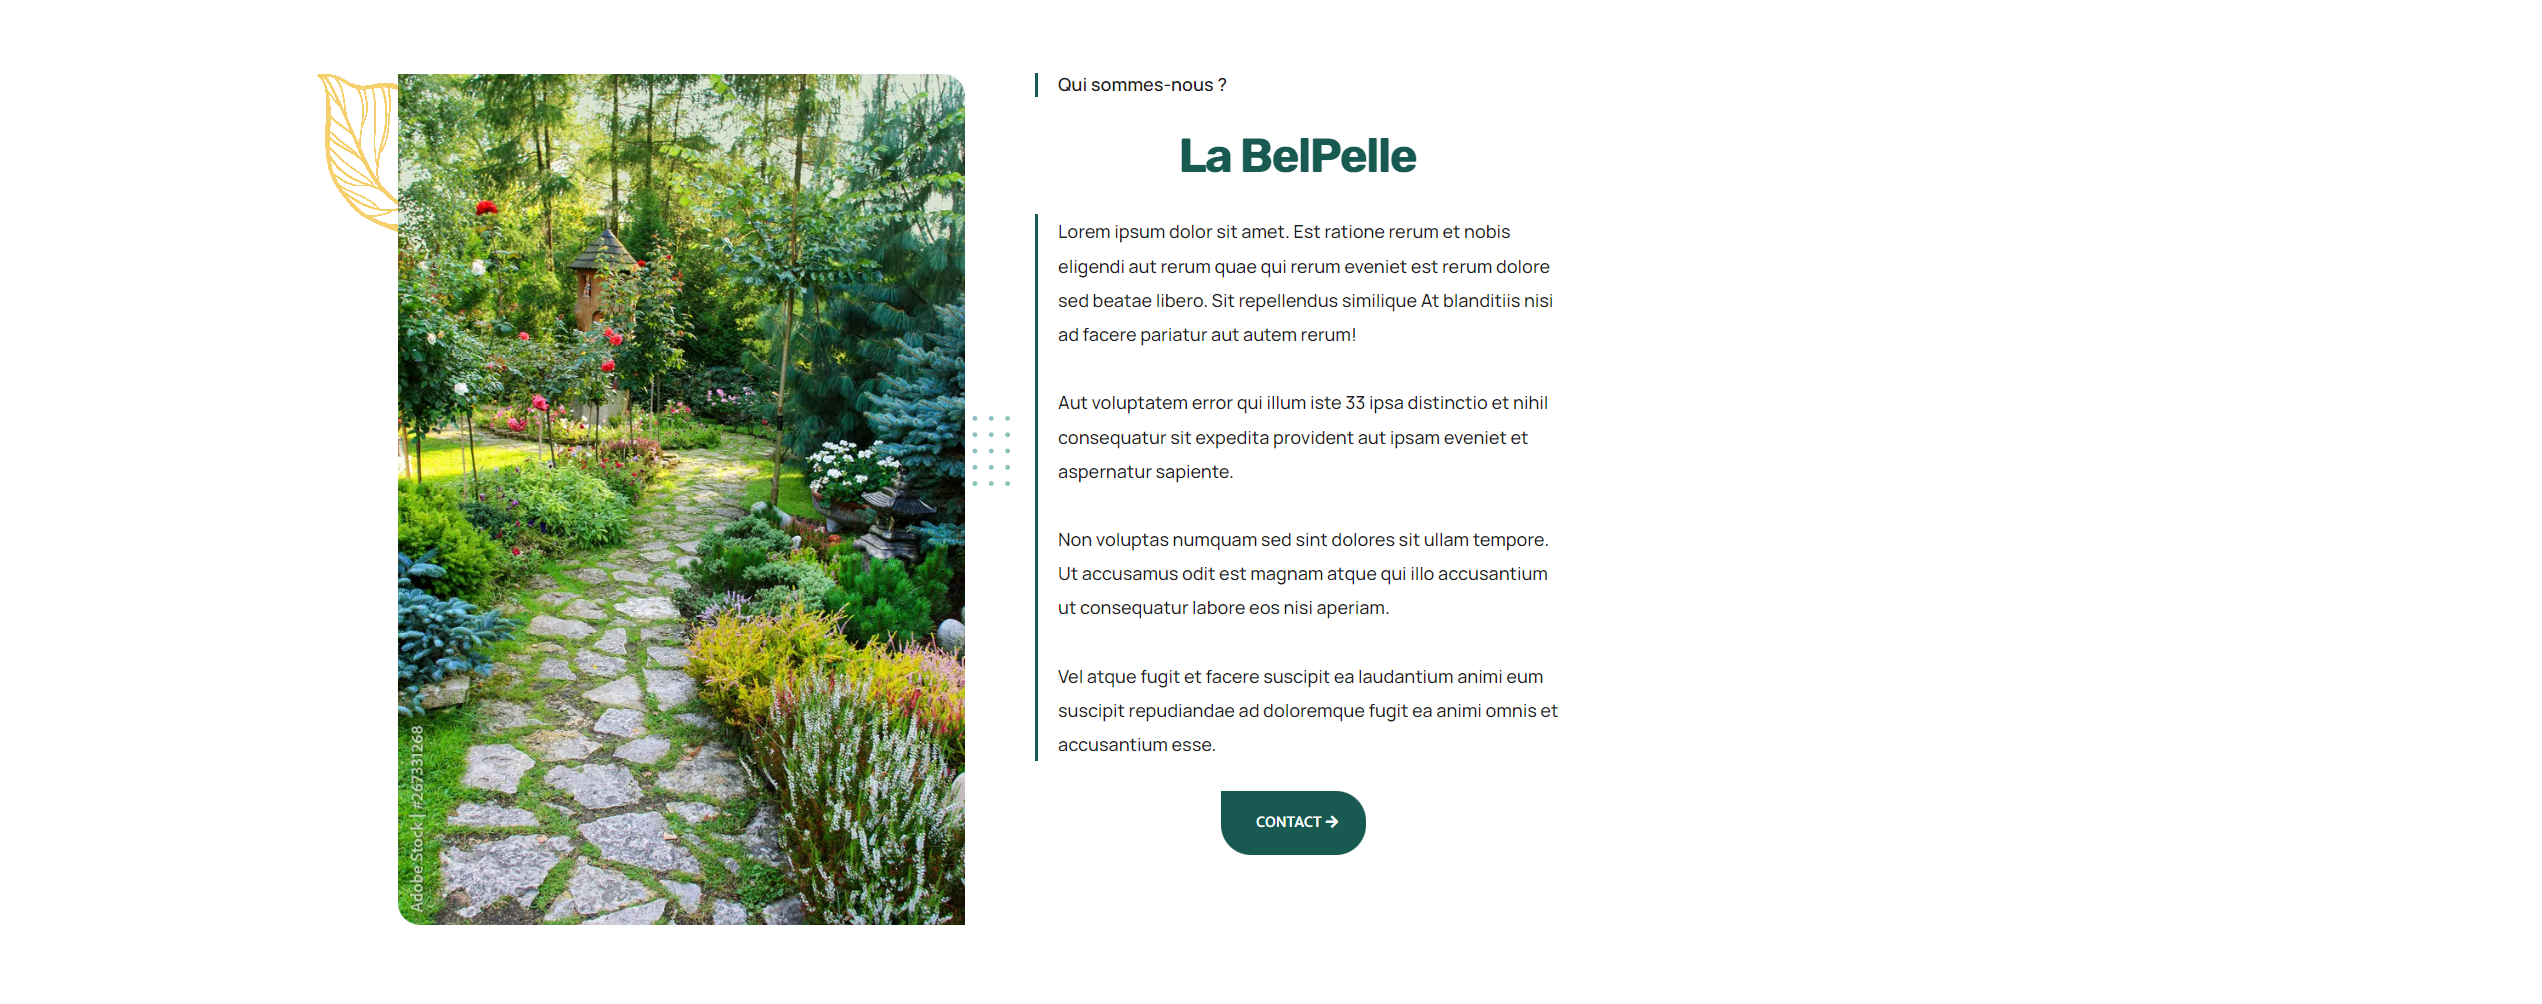 Qui sommes-nous ?
La BelPelle
Lorem ipsum dolor sit amet. Est ratione rerum et nobis
eligendi aut rerum quae qui rerum eveniet est rerum dolore
sed beatae libero. Sit repellendus similique At blanditiis nisi
ad facere pariatur aut autem rerum!
Aut voluptatem error qui illum iste 33 ipsa distinctio et nihil
consequatur sit expedita provident aut ipsam eveniet et
aspernatur sapiente.
Non voluptas numquam sed sint dolores sit ullam tempore.
Ut accusamus odit est magnam atque qui illo accusantium
ut consequatur labore eos nisi aperiam.
Vel atque fugit et facere suscipit ea laudantium animi eum
suscipit repudiandae ad doloremque fugit ea animi omnis et
accusantium esse.
CONTACT
Adobe Stock | #267331268